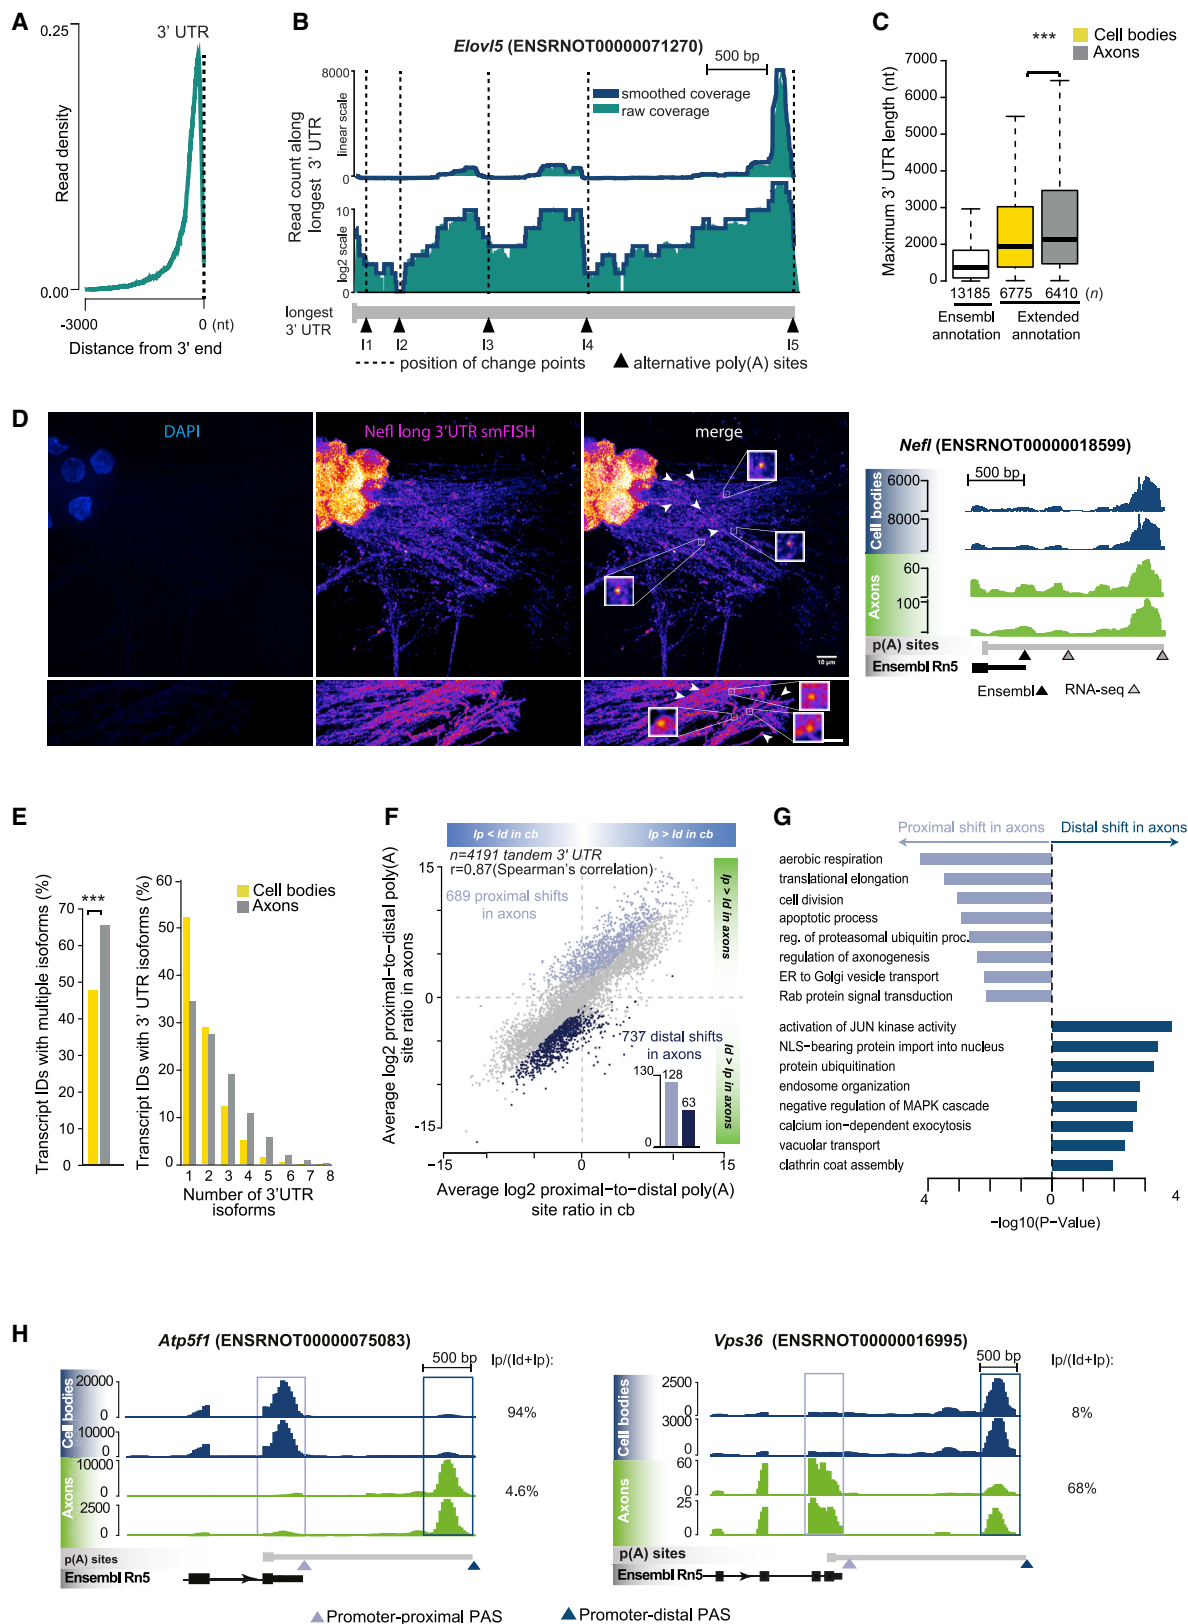 A
0.25
3' UTR
Read density
0.00
-3000
0 (nt)
Distance from 3' end
B
Elovl5 (ENSRNOT00000071270)
500 bp
8000
smoothed coverage
raw coverage
linear scale
0
Read count along
longest 3' UTR
10
log2 scale
0
longest
3' UTR
I1
I2
I3
I4
I5
position of change points
alternative poly(A) sites
C
Cell bodies
Axons
***
Maximum 3' UTR length (nt)
7000
6000
5000
4000
3000
2000
1000
0
13185
6775
6410
(n)
Ensembl
annotation
Extended
annotation
D
DAPI
Nefl long 3'UTR smFISH
merge
10 µm
Nefl (ENSRNOT00000018599)
500 bp
Cell bodies
6000
0
8000
0
Axons
60
0
100
0
p(A) sites
Ensembl Rn5
Ensembl
RNA-seq
E
Transcript IDs with multiple isoforms (%)
***
70
60
50
40
30
20
10
0
Transcript IDs with 3' UTR isoforms (%)
60
50
40
30
20
10
0
Cell bodies
Axons
1 2 3 4 5 6 7 8
Number of 3'UTR
isoforms
F
Ip < Id in cb
Ip > Id in cb
n=4191 tandem 3' UTR
r=0.87(Spearman's correlation)
689 proximal shifts
in axons
Ip > Id in axons
Id > Ip in axons
737 distal shifts
in axons
130
128
63
0
15
0
-15
Average log2 proximal-to-distal poly(A)
site ratio in axons
-15
0
15
Average log2 proximal-to-distal poly(A)
site ratio in cb
G
Proximal shift in axons
Distal shift in axons
aerobic respiration
translational elongation
cell division
apoptotic process
reg. of proteasomal ubiquitin proc.
regulation of axonogenesis
ER to Golgi vesicle transport
Rab protein signal transduction
activation of JUN kinase activity
NLS-bearing protein import into nucleus
protein ubiquitination
endosome organization
negative regulation of MAPK cascade
calcium ion-dependent exocytosis
vacuolar transport
clathrin coat assembly
4
0
4
-log10(P-Value)
H
Atp5f1 (ENSRNOT00000075083)
500 bp
Ip/(Id+Ip):
Cell bodies
20000
0
94%
10000
0
Axons
10000
0
4.6%
2500
0
p(A) sites
Ensembl Rn5
Vps36 (ENSRNOT00000016995)
500 bp
Ip/(Id+Ip):
Cell bodies
2500
0
8%
3000
0
Axons
60
0
68%
25
0
p(A) sites
Ensembl Rn5
Promoter-proximal PAS
Promoter-distal PAS